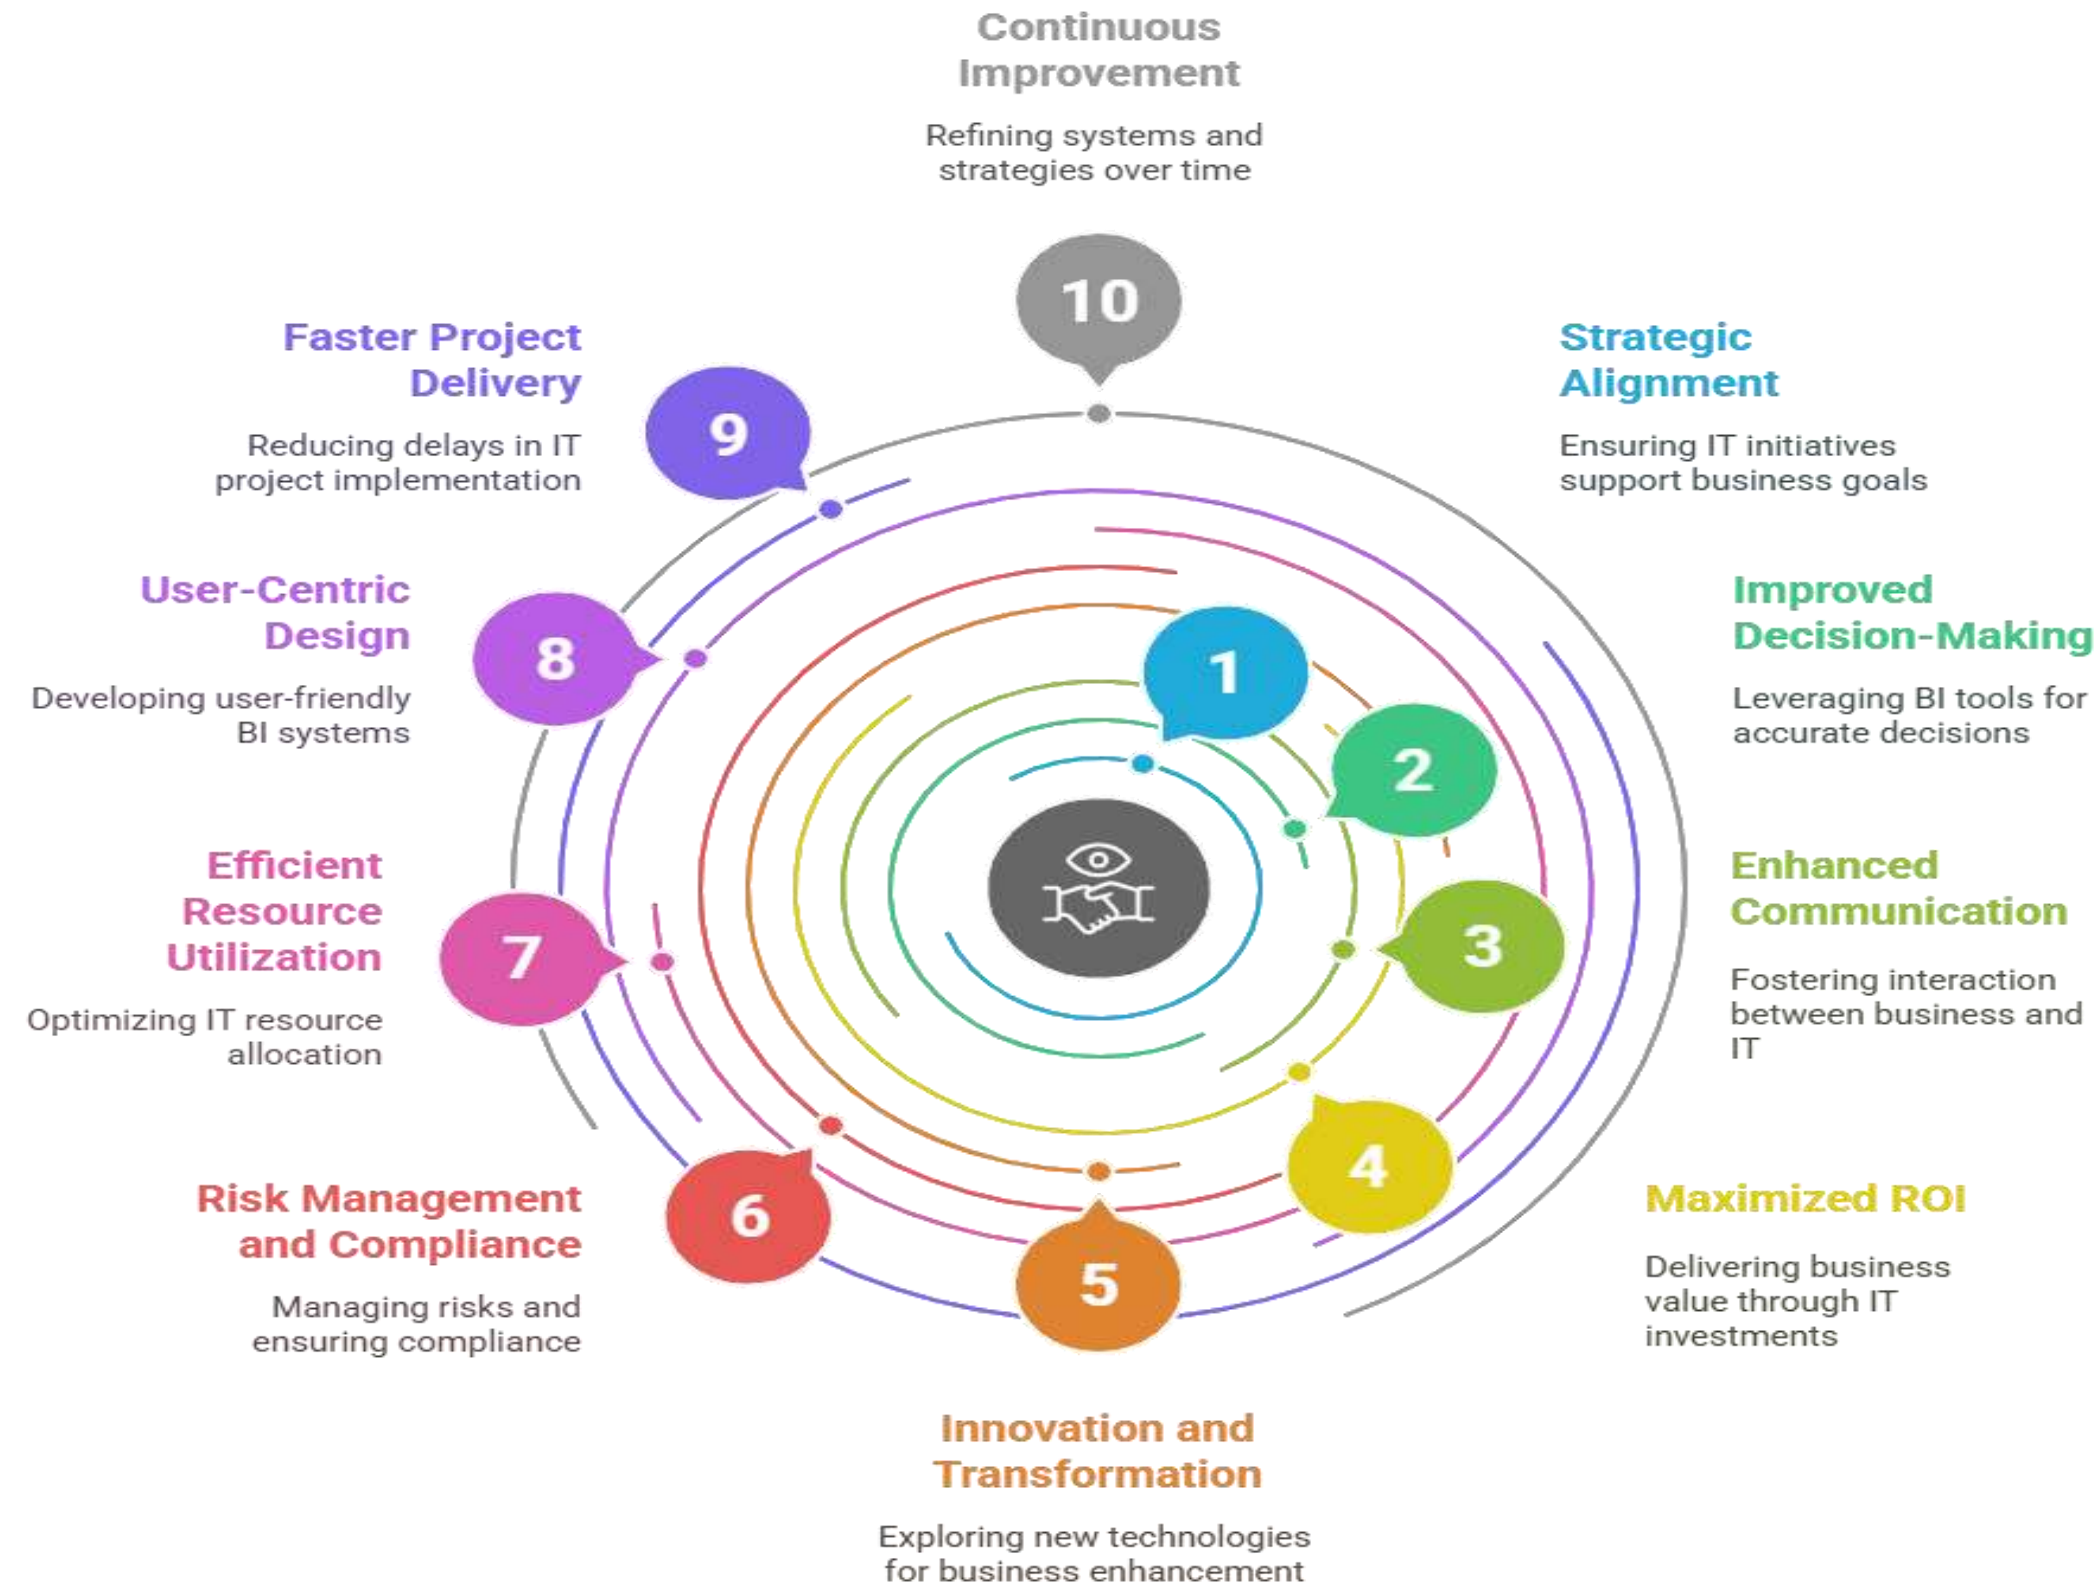 Continuous
Improvement
Refining systems and
strategies over time
10
Strategic
Alignment
Ensuring IT initiatives
support business goals
1
Improved
Decision-Making
Leveraging BI tools for
accurate decisions
2
Enhanced
Communication
Fostering interaction
between business and
IT
3
Maximized ROI
Delivering business
value through IT
investments
4
Innovation and
Transformation
Exploring new technologies
for business enhancement
5
Risk Management
and Compliance
Managing risks and
ensuring compliance
6
Efficient
Resource
Utilization
Optimizing IT resource
allocation
7
User-Centric
Design
Developing user-friendly
BI systems
8
Faster Project
Delivery
Reducing delays in IT
project implementation
9